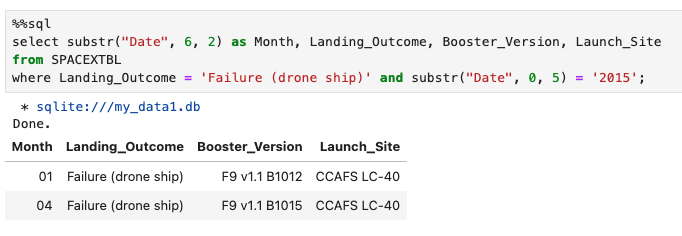 %%sql
select substr("Date", 6, 2) as Month, Landing_Outcome, Booster_Version, Launch_Site
from SPACEXTBL
where Landing_Outcome = 'Failure (drone ship)' and substr("Date", 0, 5) = '2015';
* sqlite:///my_data1.db
Done.
Month Landing_Outcome Booster_Version Launch_Site
01 Failure (drone ship) F9 v1.1 B1012 CCAFS LC-40
04 Failure (drone ship) F9 v1.1 B1015 CCAFS LC-40